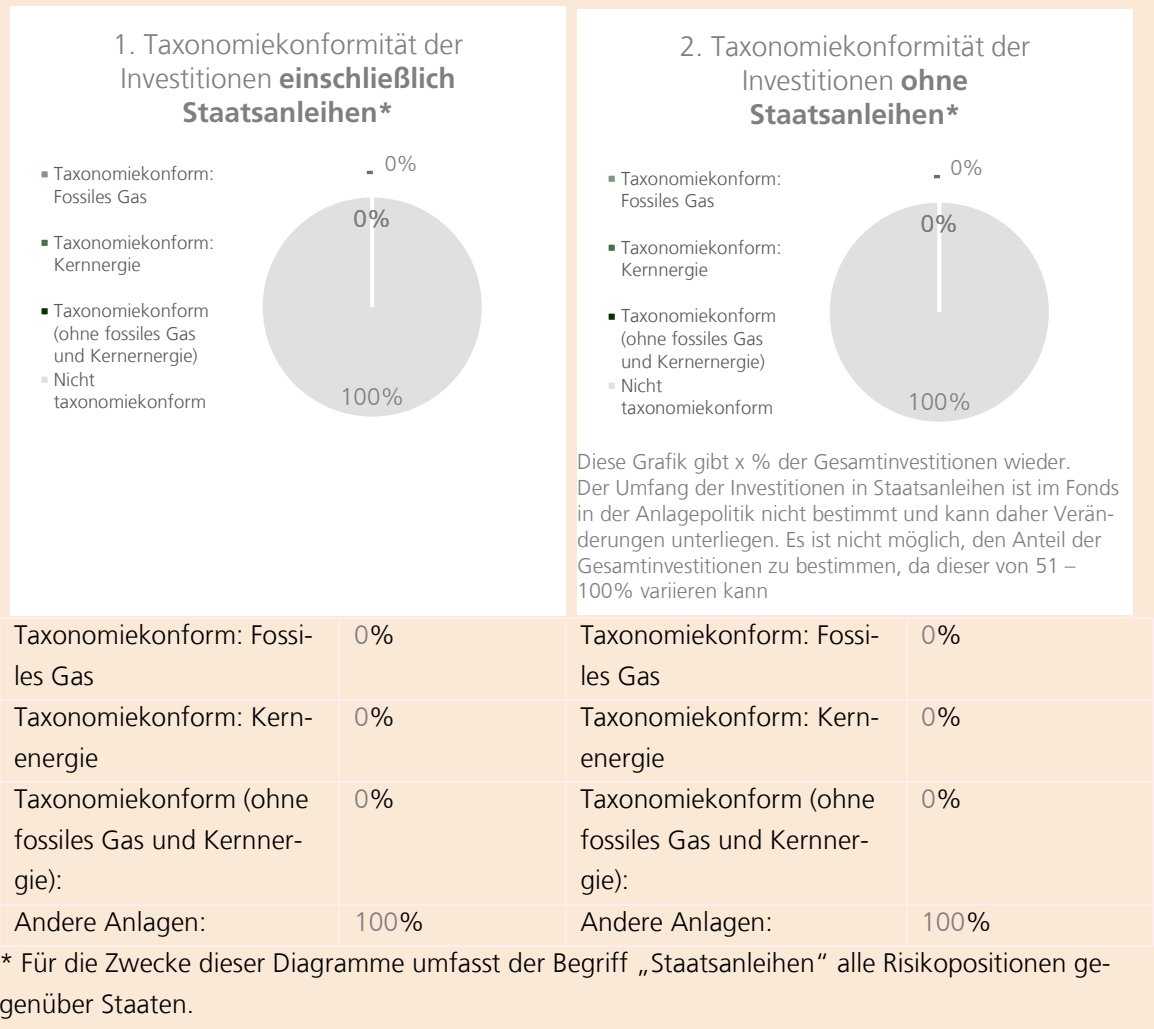 1. Taxonomiekonformität der
Investitionen einschließlich
Staatsanleihen*
Taxonomiekonform:
Fossiles Gas
Taxonomiekonform:
Kernnergie
Taxonomiekonform
(ohne fossiles Gas
und Kernernergie)
Nicht
taxonomiekonform
- 0%
0%
100%
2. Taxonomiekonformität der
Investitionen ohne
Staatsanleihen*
Taxonomiekonform:
Fossiles Gas
Taxonomiekonform:
Kernnergie
Taxonomiekonform
(ohne fossiles Gas
und Kernernergie)
Nicht
taxonomiekonform
- 0%
0%
100%
Diese Grafik gibt x % der Gesamtinvestitionen wieder.
Der Umfang der Investitionen in Staatsanleihen ist im Fonds
in der Anlagepolitik nicht bestimmt und kann daher Verän-
derungen unterliegen. Es ist nicht möglich, den Anteil der
Gesamtinvestitionen zu bestimmen, da dieser von 51 –
100% variieren kann
Taxonomiekonform: Fossi- 0% Taxonomiekonform: Fossi- 0%
les Gas les Gas
Taxonomiekonform: Kern- 0% Taxonomiekonform: Kern- 0%
energie energie
Taxonomiekonform (ohne 0% Taxonomiekonform (ohne 0%
fossiles Gas und Kernner- fossiles Gas und Kernner-
gie): gie):
Andere Anlagen: 100% Andere Anlagen: 100%
* Für die Zwecke dieser Diagramme umfasst der Begriff „Staatsanleihen“ alle Risikopositionen ge-
genüber Staaten.